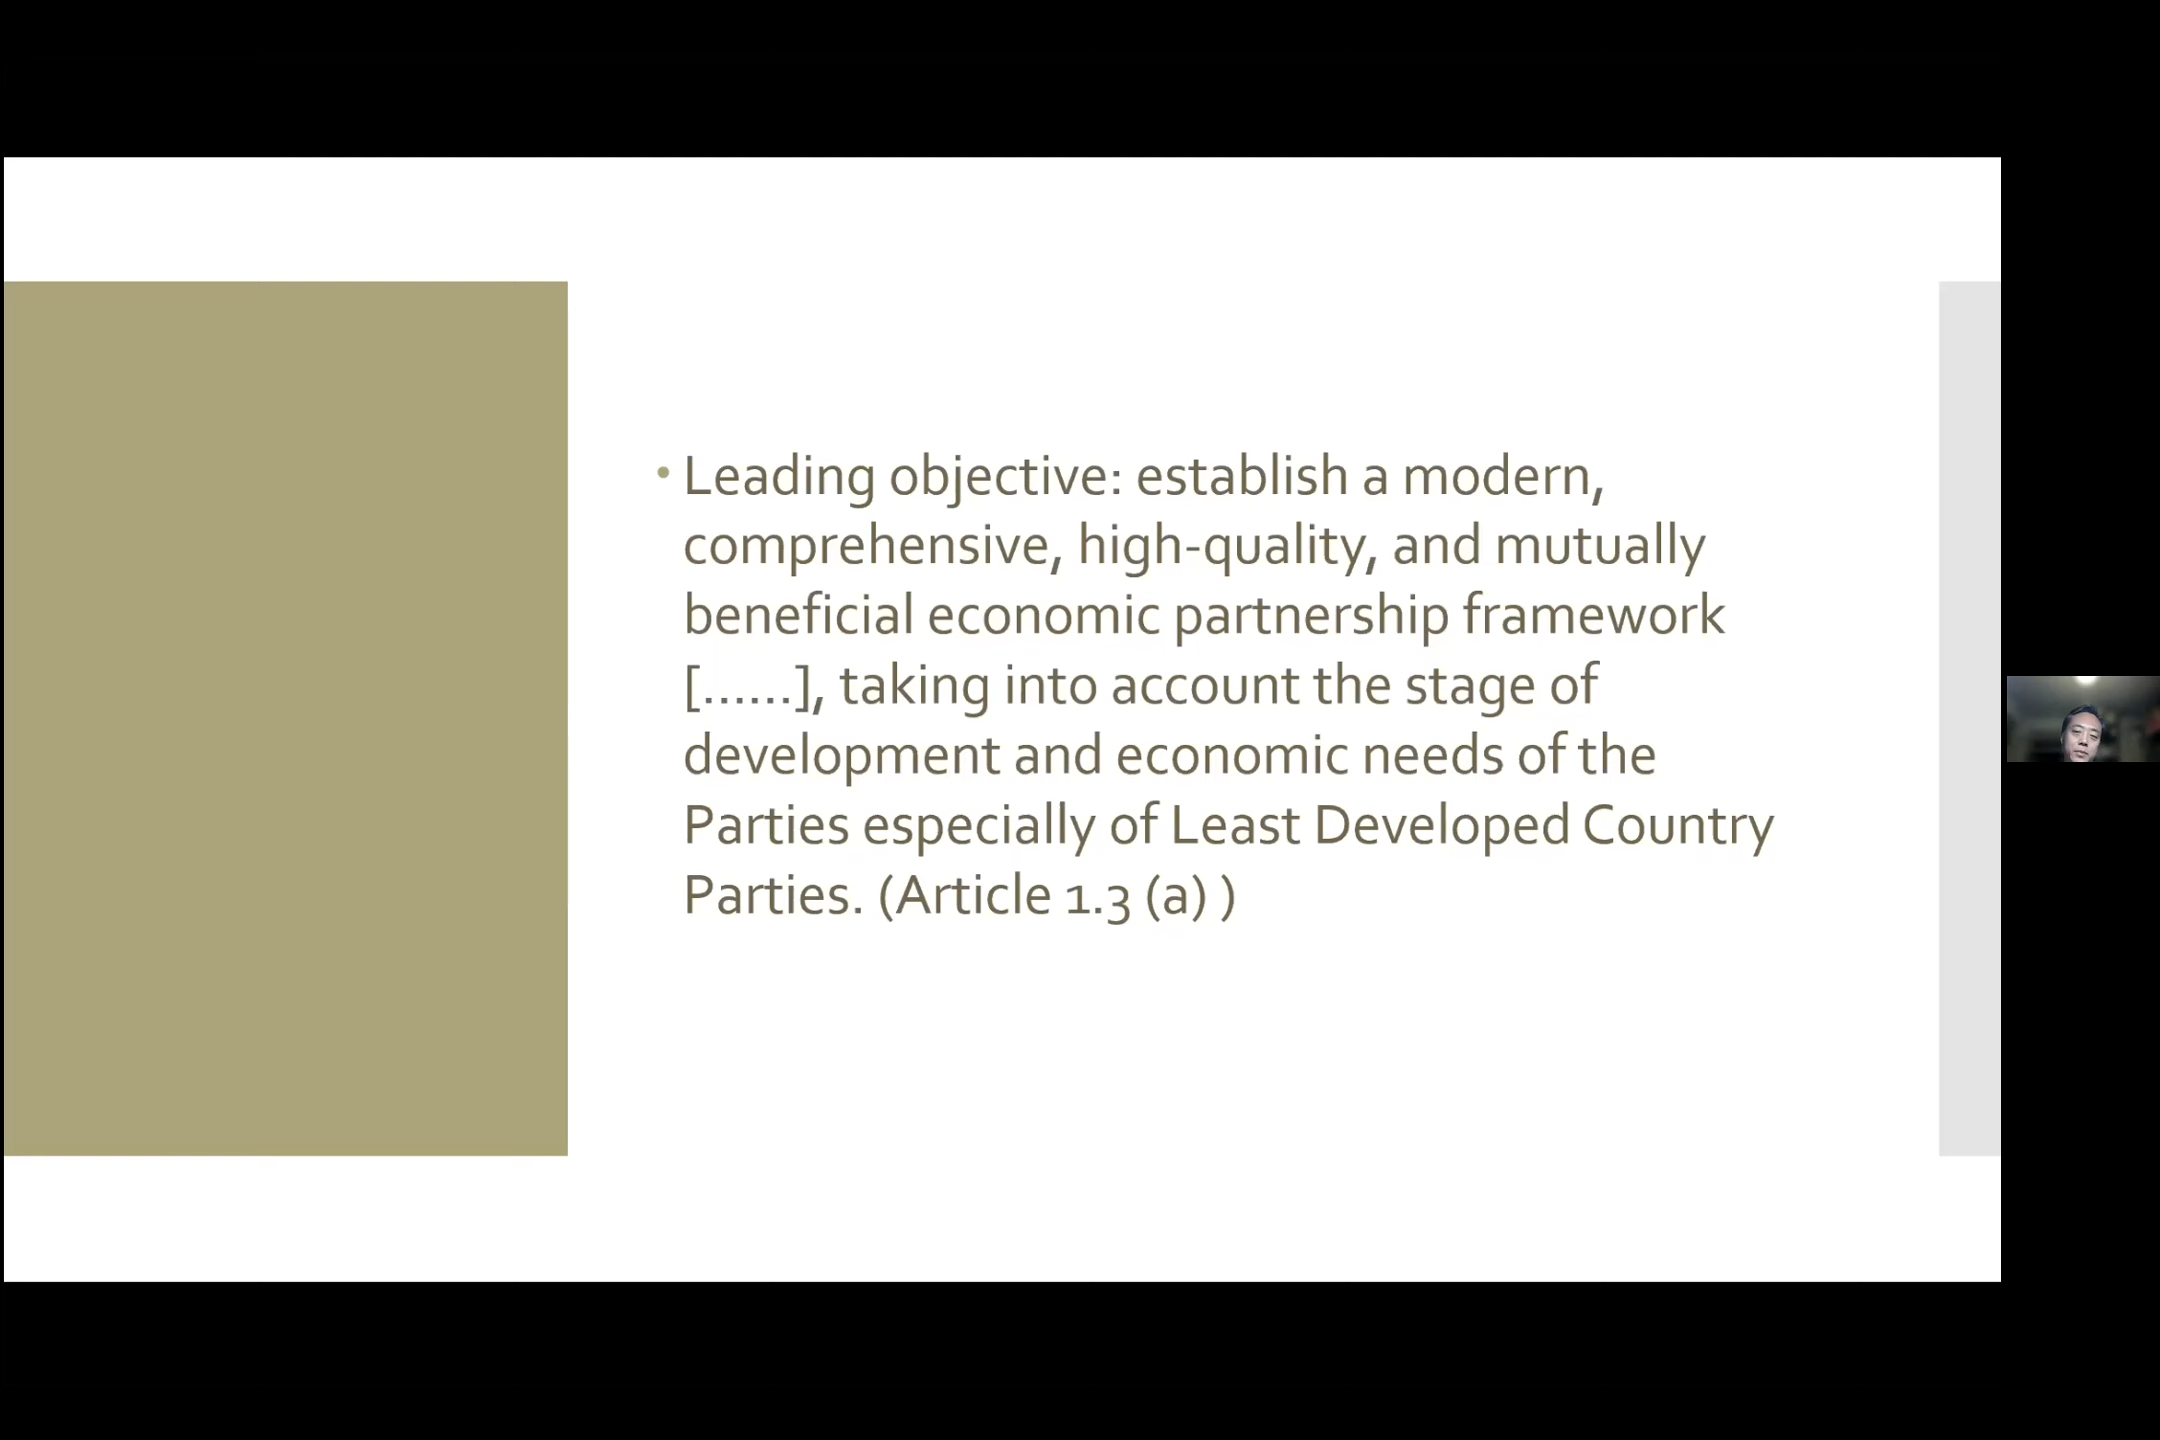 • Leading objective: establish a modern,
comprehensive, high-quality, and mutually
beneficial economic partnership framework
[......], taking into account the stage of
development and economic needs of the
Parties especially of Least Developed Country
Parties. (Article 1.3 (a) )